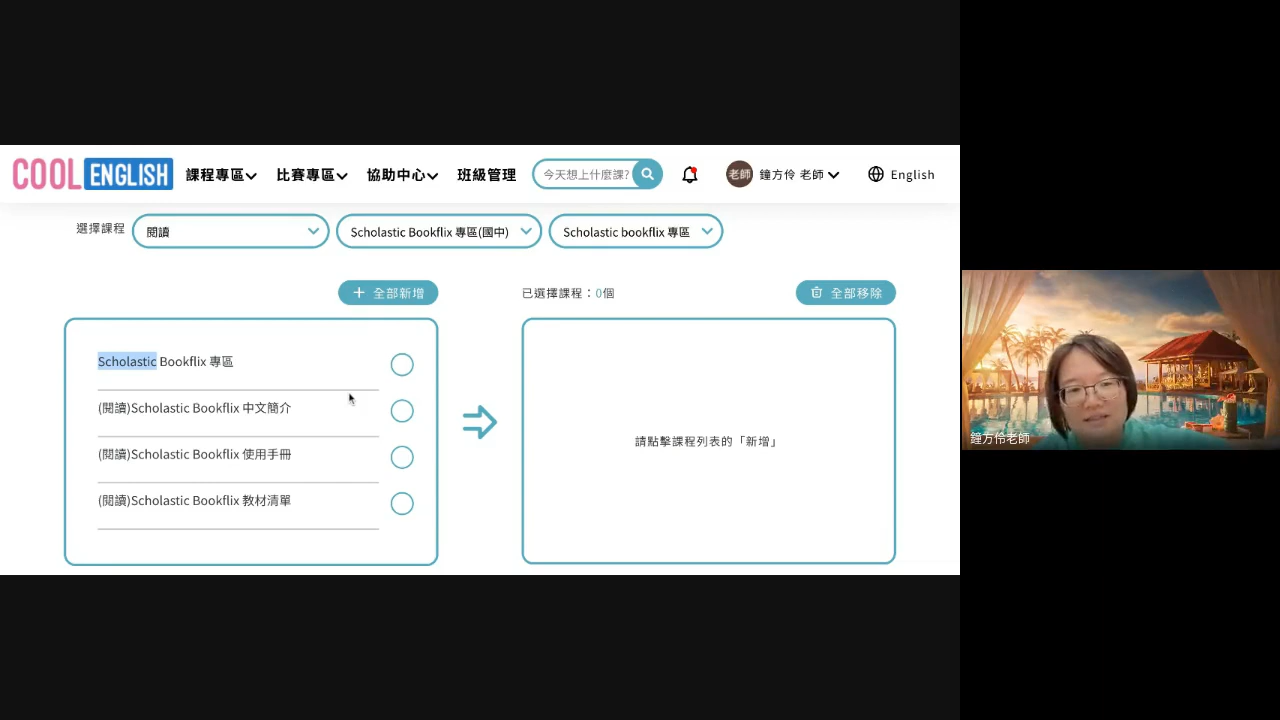 COOL ENGLISH 課程專區 比賽專區 協助中心 班級管理 今天想上什麼課? 老師 鐘方伶 老師 English
選擇課程 閱讀 Scholastic Bookflix 專區(國中) Scholastic bookflix 專區
全部新增 已選擇課程：0個 全部移除
Scholastic Bookflix 專區
(閱讀)Scholastic Bookflix 中文簡介
(閱讀)Scholastic Bookflix 使用手冊
(閱讀)Scholastic Bookflix 教材清單
請點擊課程列表的「新增」
鐘方伶老師